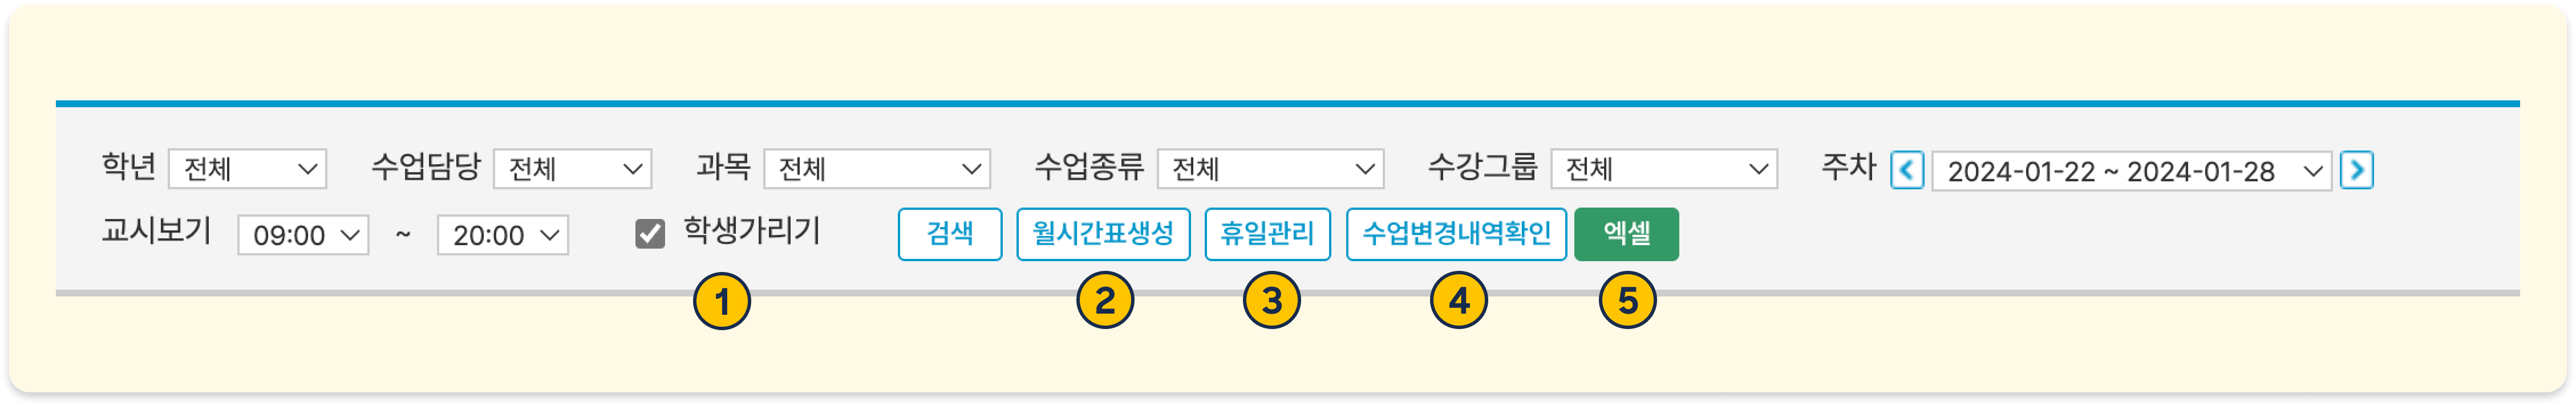 학년 전체 수업담당 전체 과목 전체 수업종류 전체 수강그룹 전체 주차 2024-01-22 ~ 2024-01-28
교시보기 09:00 ~ 20:00 학생가리기 검색 월시간표생성 휴일관리 수업변경내역확인 엑셀
1 2 3 4 5